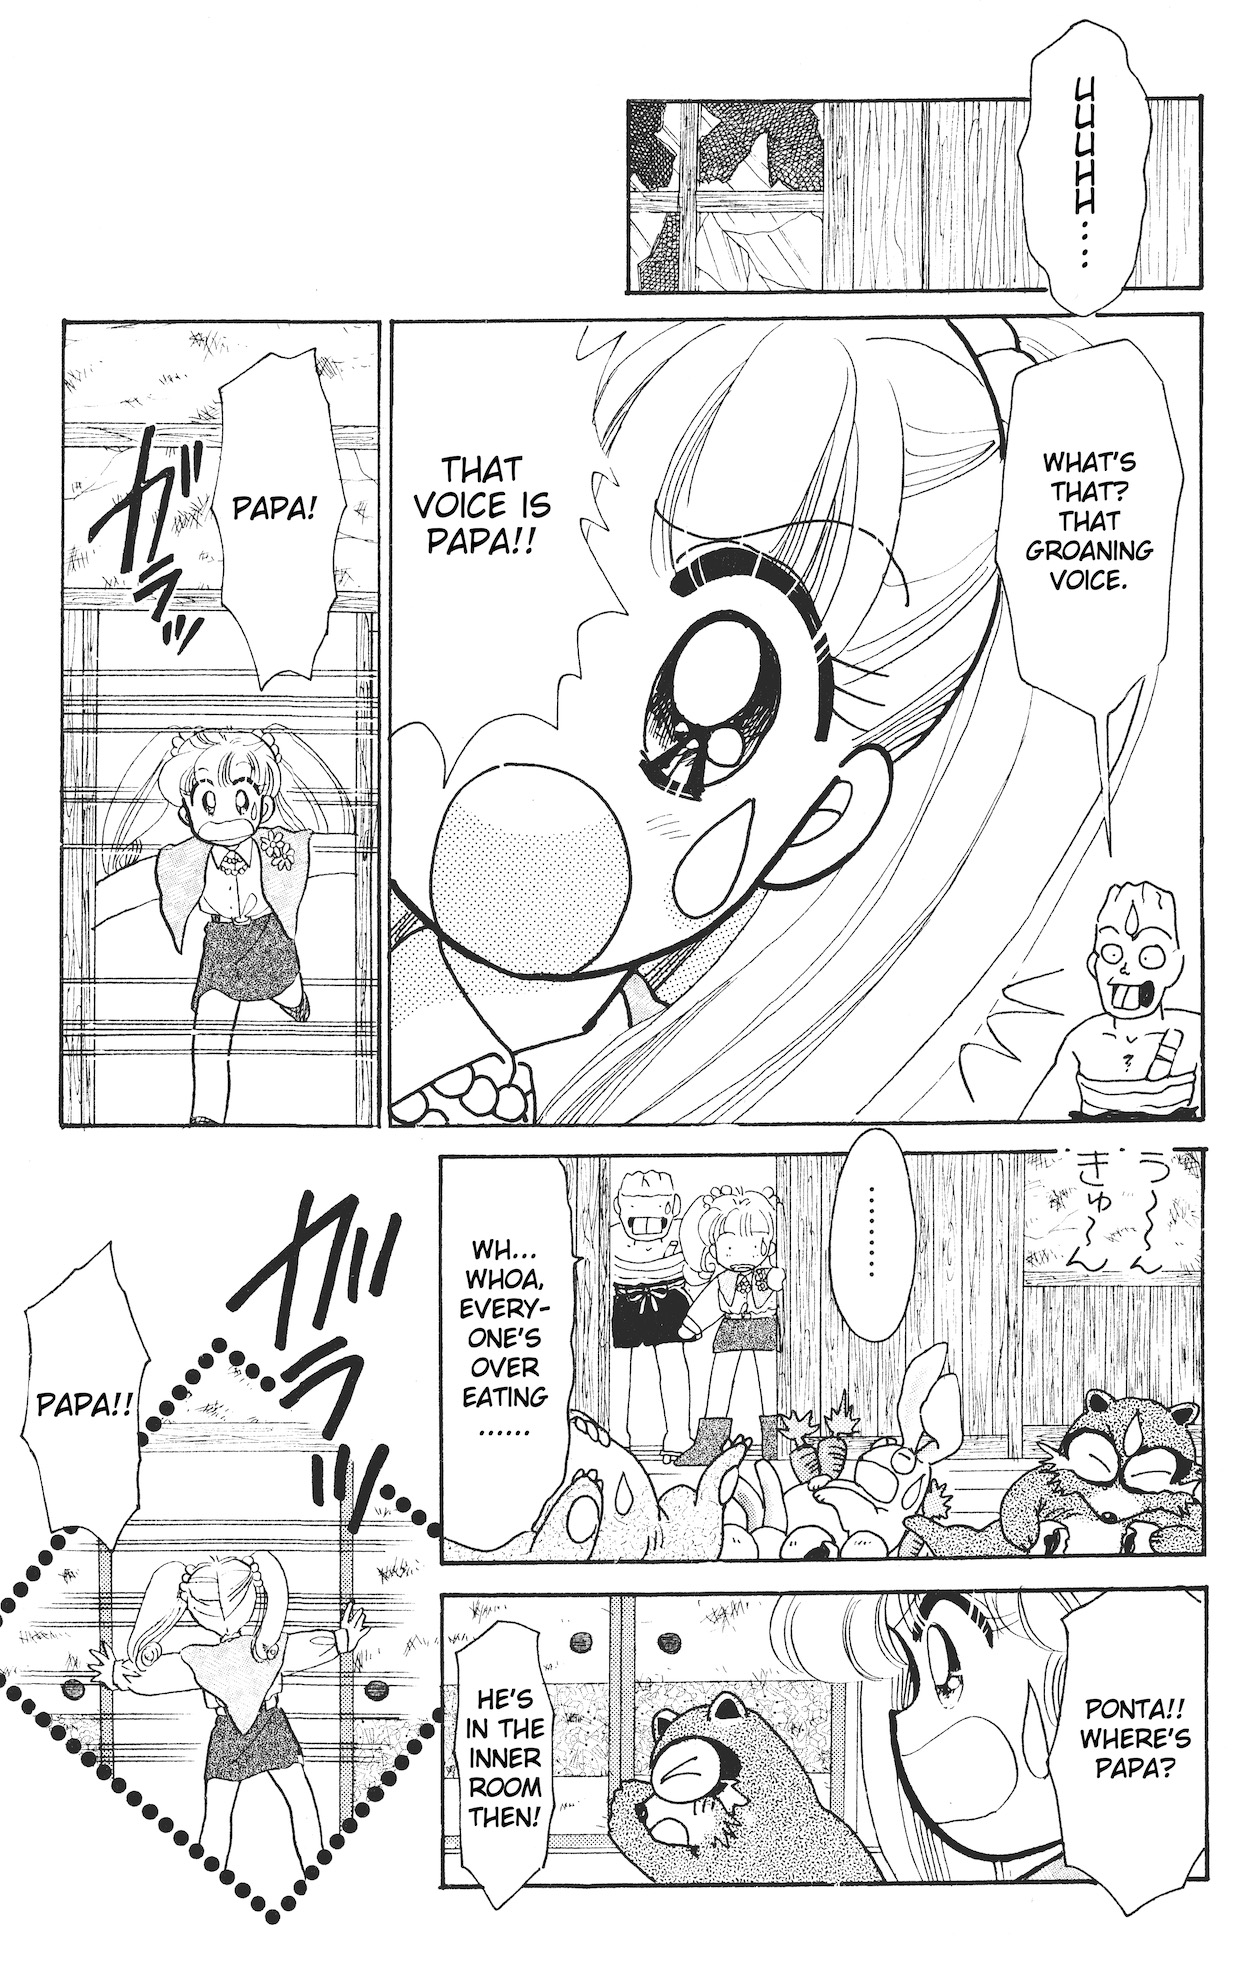 UUUHH.....
WHAT'S
THAT?
THAT
GROANING
VOICE.
THAT
VOICE IS
PAPA!!
PAPA!
ガラッ
う〜〜ん
きゅ〜ん
.........
WH...
WHOA,
EVERY-
ONE'S
OVER
EATING
......
PONTA!!
WHERE'S
PAPA?
HE'S
IN THE
INNER
ROOM
THEN!
ガラッ
PAPA!!